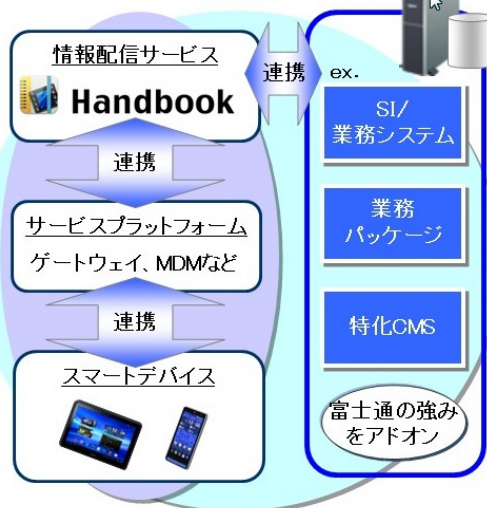 情報配信サービス
Handbook
連携
サービスプラットフォーム
ゲートウェイ、MDMなど
連携
スマートデバイス
連携
ex.
SI/
業務システム
業務
パッケージ
特化CMS
富士通の強み
をアドオン